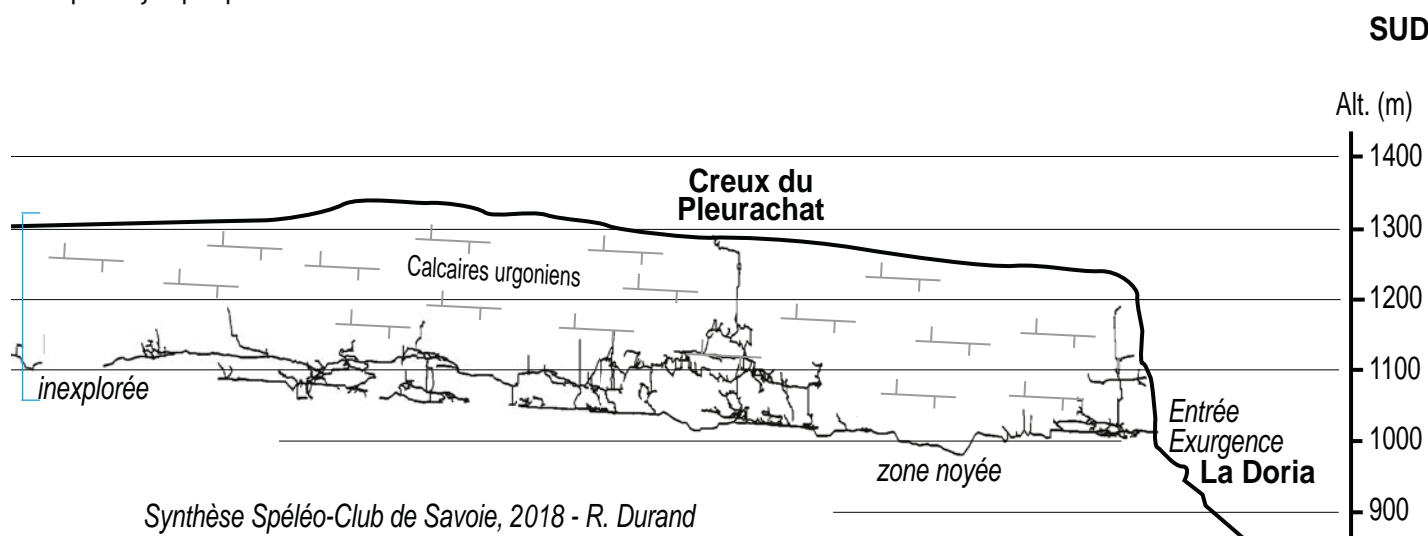 SUD
Alt. (m)
1400
Creux du
Pleurachat
1300
Calcaires urgoniens
1200
1100
inexplorée
Entrée
Exurgence
1000
La Doria
zone noyée
Synthèse Spéléo-Club de Savoie, 2018 - R. Durand
900